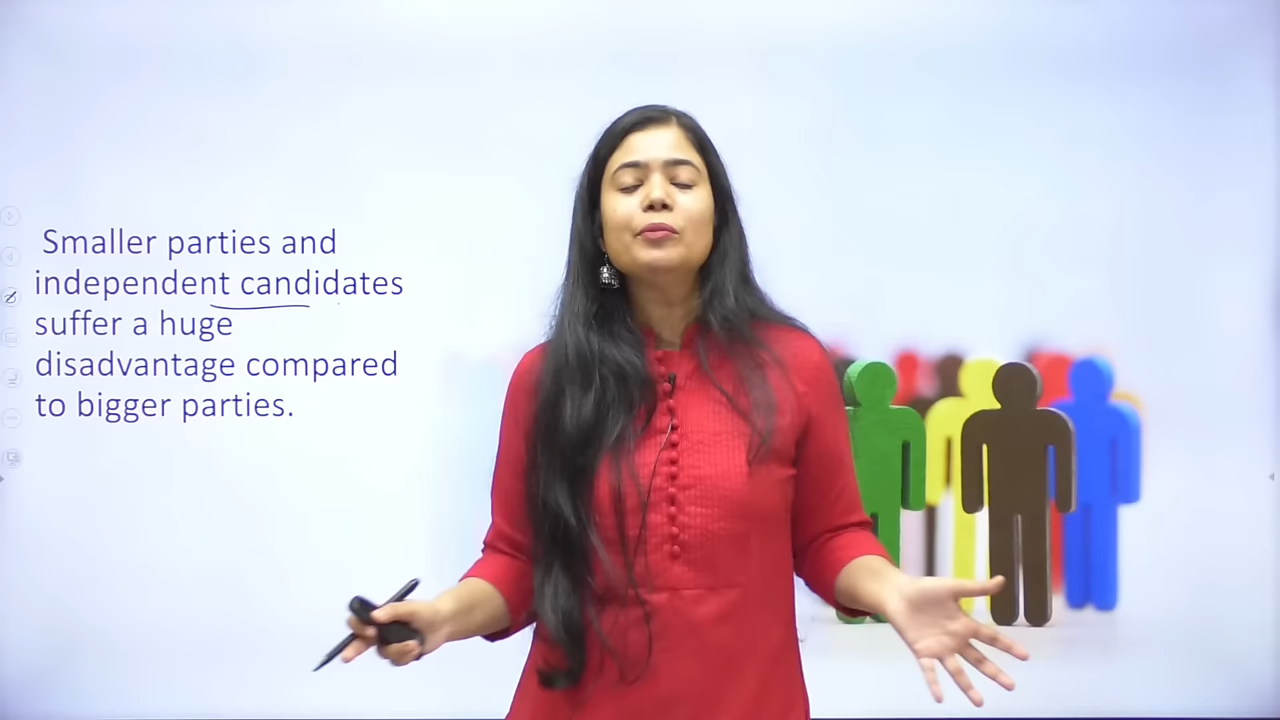 Smaller parties and
independent candidates
suffer a huge
disadvantage compared
to bigger parties.